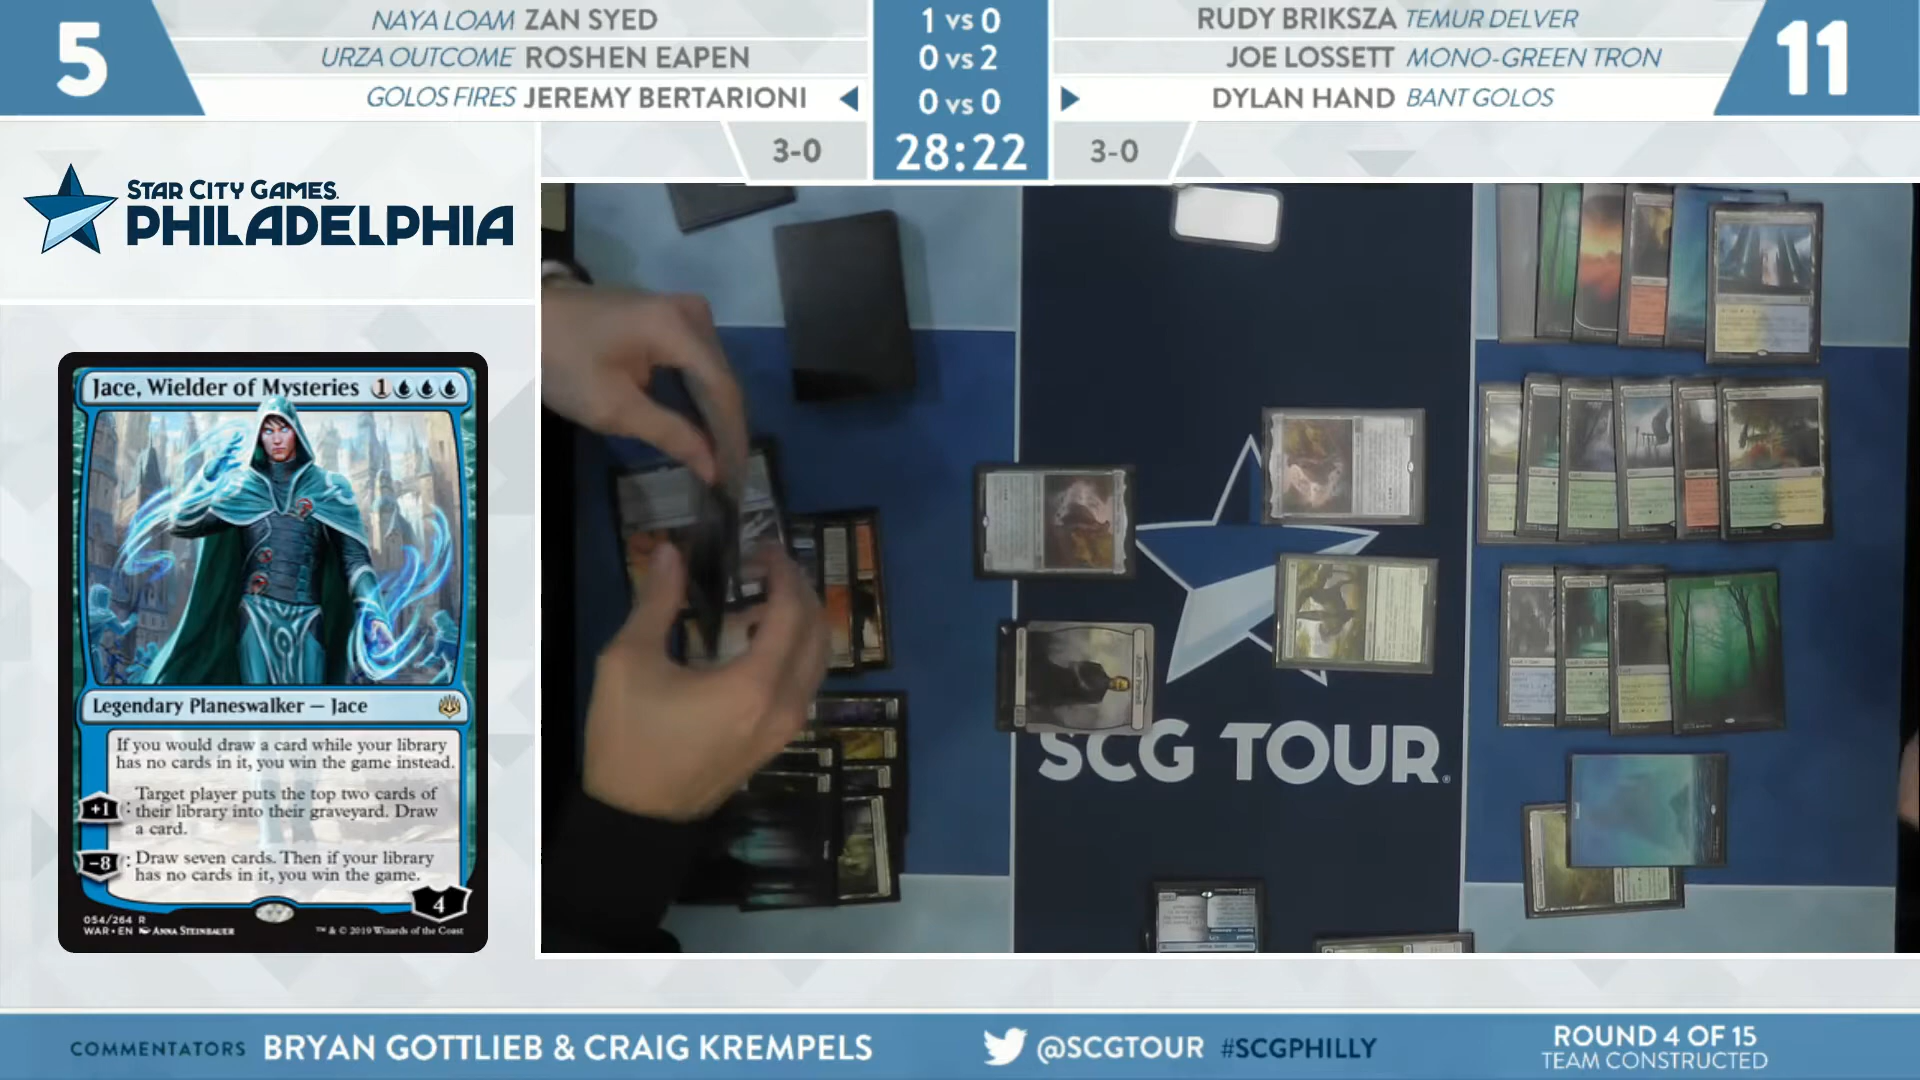 5
NAYA LOAM ZAN SYED
URZA OUTCOME ROSHEN EAPEN
GOLOS FIRES JEREMY BERTARIONI
3-0
1 vs 0
0 vs 2
0 vs 0
28:22
RUDY BRIKSZA TEMUR DELVER
JOE LOSSETT MONO-GREEN TRON
DYLAN HAND BANT GOLOS
3-0
11
STAR CITY GAMES.
PHILADELPHIA
Jace, Wielder of Mysteries 1
Legendary Planeswalker — Jace
If you would draw a card while your library
has no cards in it, you win the game instead.
+1: Target player puts the top two cards of
their library into their graveyard. Draw
a card.
-8: Draw seven cards. Then if your library
has no cards in it, you win the game.
4
054/264 R
WAR • EN ANNA STEINBAUER
™ & © 2019 Wizards of the Coast
SCG TOUR
COMMENTATORS BRYAN GOTTLIEB & CRAIG KREMPELS
@SCGTOUR #SCGPHILLY
ROUND 4 OF 15
TEAM CONSTRUCTED